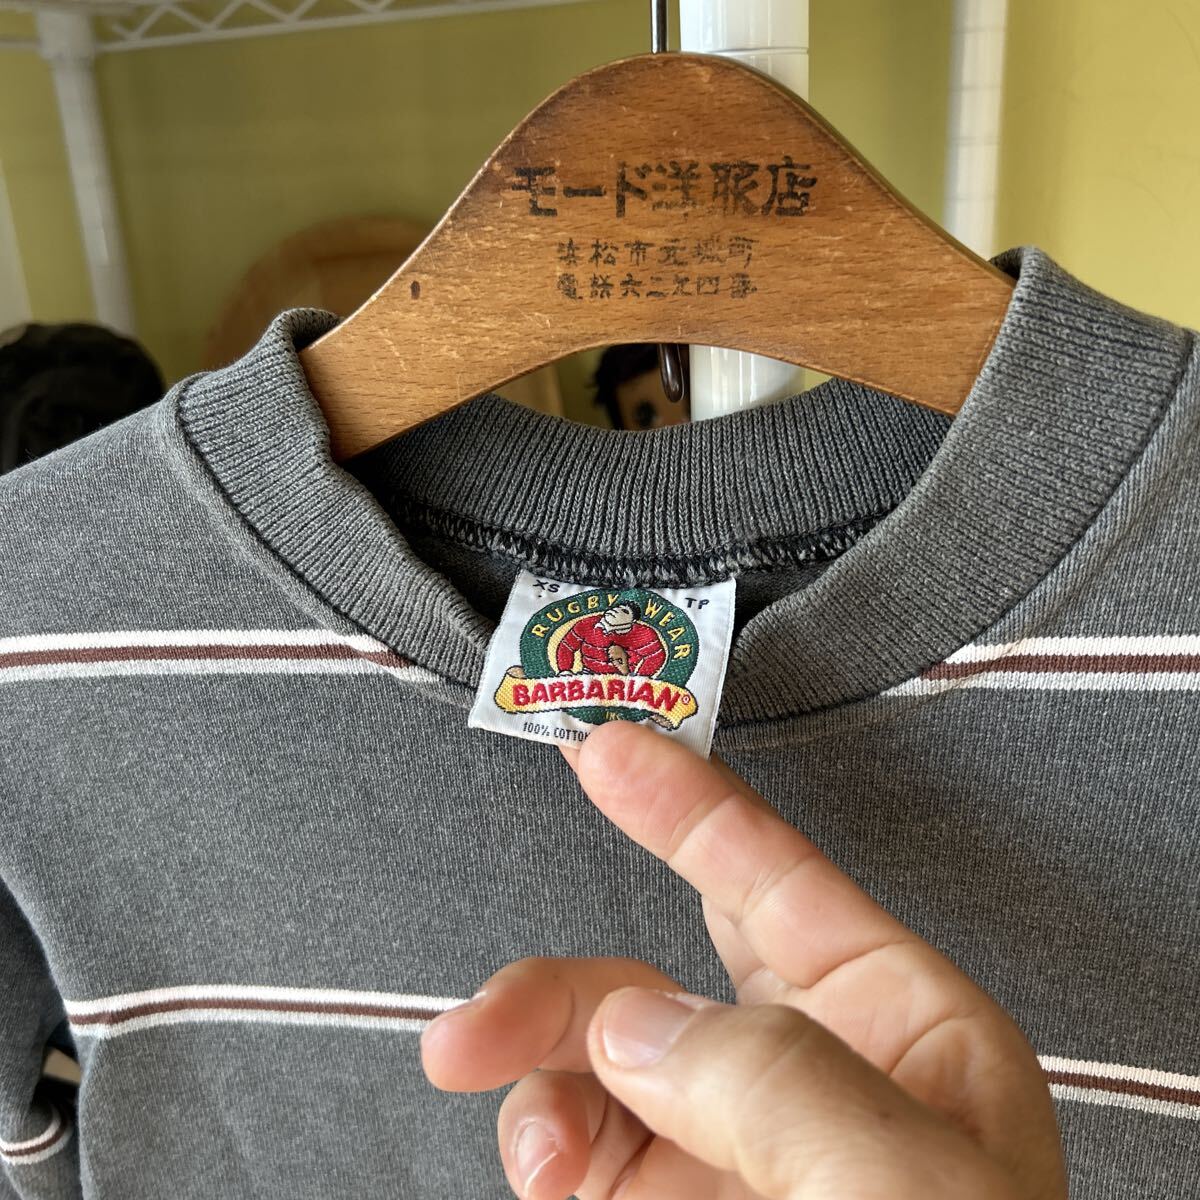 モード洋服店
浜松市元城町
電話六二九四番
XS TP
RUGBY WEAR
BARBARIAN®
INC
100% COTTON